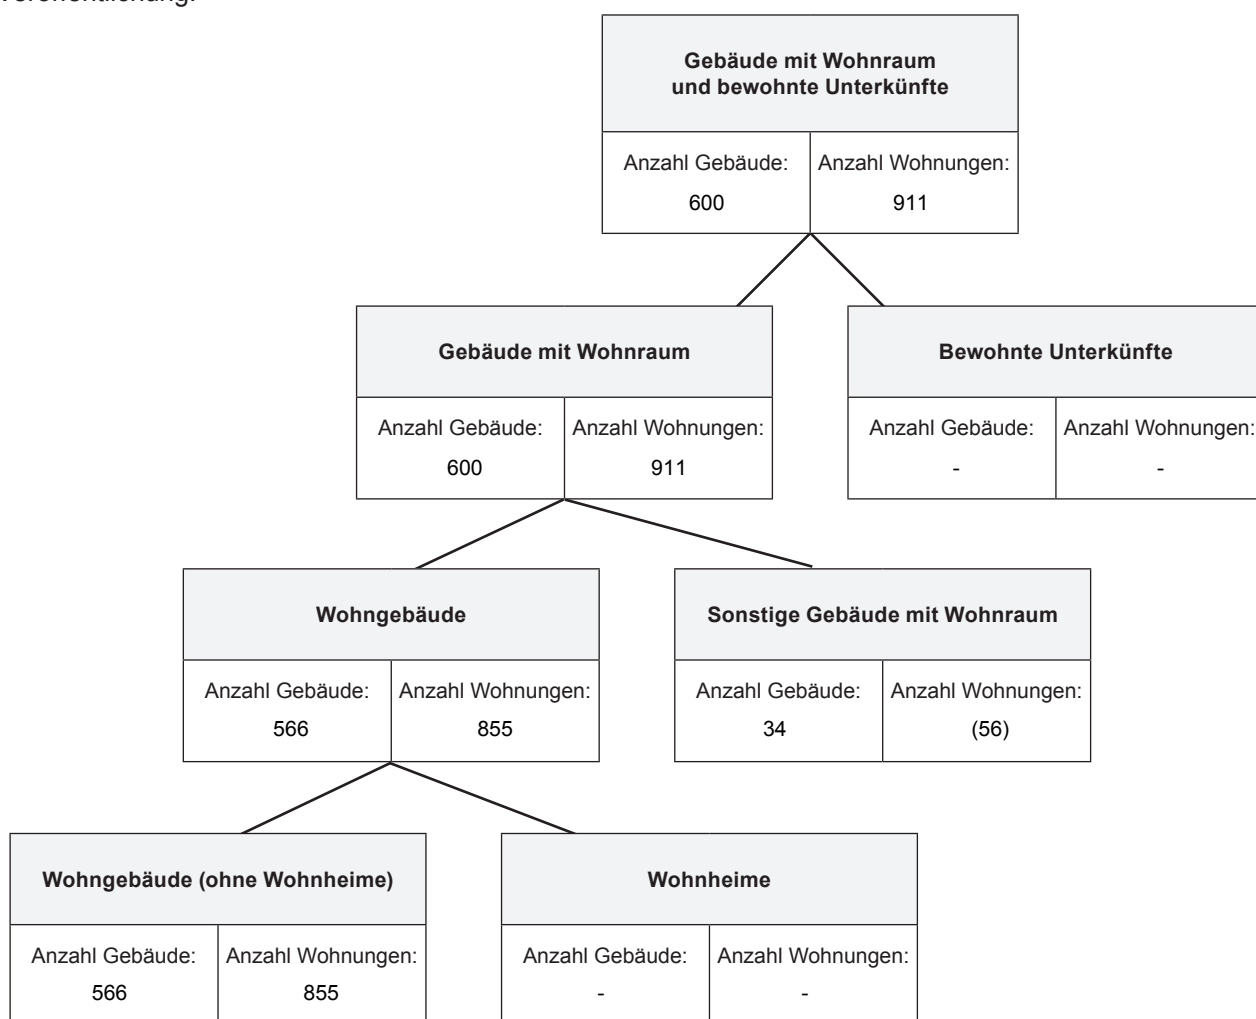 Veröffentlichung.
Gebäude mit Wohnraum
und bewohnte Unterkünfte
Anzahl Gebäude: Anzahl Wohnungen:
600 911
Gebäude mit Wohnraum
Anzahl Gebäude: Anzahl Wohnungen:
600 911
Bewohnte Unterkünfte
Anzahl Gebäude: Anzahl Wohnungen:
- -
Wohngebäude
Anzahl Gebäude: Anzahl Wohnungen:
566 855
Sonstige Gebäude mit Wohnraum
Anzahl Gebäude: Anzahl Wohnungen:
34 (56)
Wohngebäude (ohne Wohnheime)
Anzahl Gebäude: Anzahl Wohnungen:
566 855
Wohnheime
Anzahl Gebäude: Anzahl Wohnungen:
- -